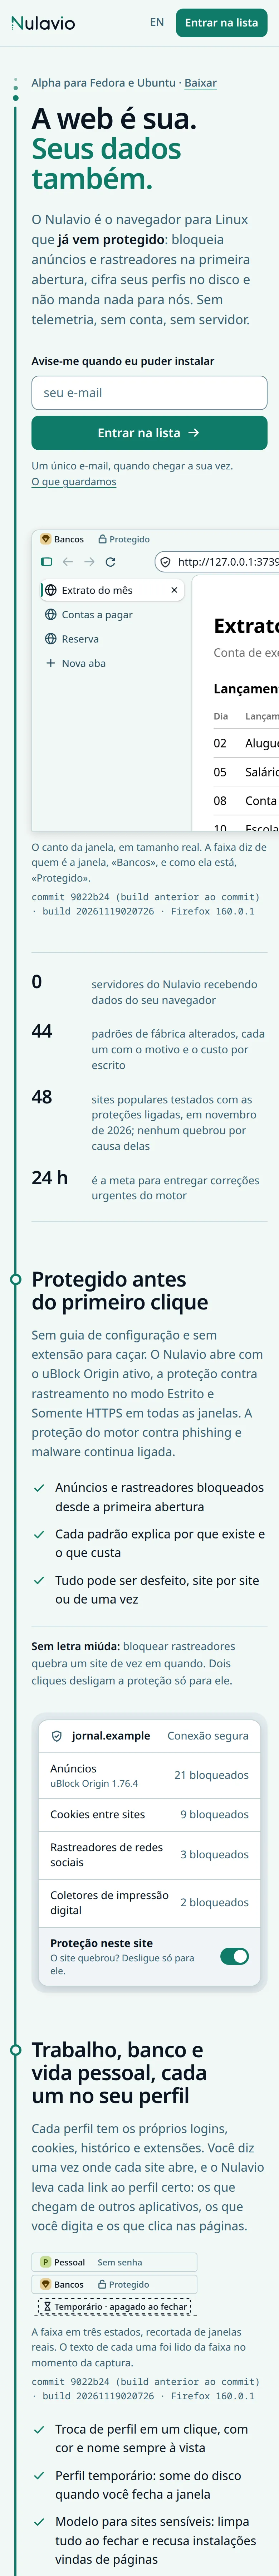 Nulavio
EN
Entrar na lista
Alpha para Fedora e Ubuntu · Baixar
A web é sua.
Seus dados
também.
O Nulavio é o navegador para Linux
que já vem protegido: bloqueia
anúncios e rastreadores na primeira
abertura, cifra seus perfis no disco e
não manda nada para nós. Sem
telemetria, sem conta, sem servidor.
Avise-me quando eu puder instalar
seu e-mail
Entrar na lista →
Um único e-mail, quando chegar a sua vez.
O que guardamos
Bancos
Protegido
http://127.0.0.1:3739
Extrato do mês
Contas a pagar
Reserva
Nova aba
Extrato
Conta de exe
Lançamen
Dia Lançam
02 Alugue
05 Salário
08 Conta
10 Escola
O canto da janela, em tamanho real. A faixa diz de
quem é a janela, «Bancos», e como ela está,
«Protegido».
commit 9022b24 (build anterior ao commit)
· build 20261119020726 · Firefox 160.0.1
0
servidores do Nulavio recebendo
dados do seu navegador
44
padrões de fábrica alterados, cada
um com o motivo e o custo por
escrito
48
sites populares testados com as
proteções ligadas, em novembro
de 2026; nenhum quebrou por
causa delas
24 h
é a meta para entregar correções
urgentes do motor
Protegido antes
do primeiro clique
Sem guia de configuração e sem
extensão para caçar. O Nulavio abre com
o uBlock Origin ativo, a proteção contra
rastreamento no modo Estrito e
Somente HTTPS em todas as janelas. A
proteção do motor contra phishing e
malware continua ligada.
Anúncios e rastreadores bloqueados
desde a primeira abertura
Cada padrão explica por que existe e
o que custa
Tudo pode ser desfeito, site por site
ou de uma vez
Sem letra miúda: bloquear rastreadores
quebra um site de vez em quando. Dois
cliques desligam a proteção só para ele.
jornal.example
Conexão segura
Anúncios
uBlock Origin 1.76.4
21 bloqueados
Cookies entre sites
9 bloqueados
Rastreadores de redes
sociais
3 bloqueados
Coletores de impressão
digital
2 bloqueados
Proteção neste site
O site quebrou? Desligue só para
ele.
Trabalho, banco e
vida pessoal, cada
um no seu perfil
Cada perfil tem os próprios logins,
cookies, histórico e extensões. Você diz
uma vez onde cada site abre, e o Nulavio
leva cada link ao perfil certo: os que
chegam de outros aplicativos, os que
você digita e os que clica nas páginas.
P Pessoal Sem senha
Bancos Protegido
Temporário · apagado ao fechar
A faixa em três estados, recortada de janelas
reais. O texto de cada uma foi lido da faixa no
momento da captura.
commit 9022b24 (build anterior ao commit)
· build 20261119020726 · Firefox 160.0.1
Troca de perfil em um clique, com
cor e nome sempre à vista
Perfil temporário: some do disco
quando você fecha a janela
Modelo para sites sensíveis: limpa
tudo ao fechar e recusa instalações
vindas de páginas